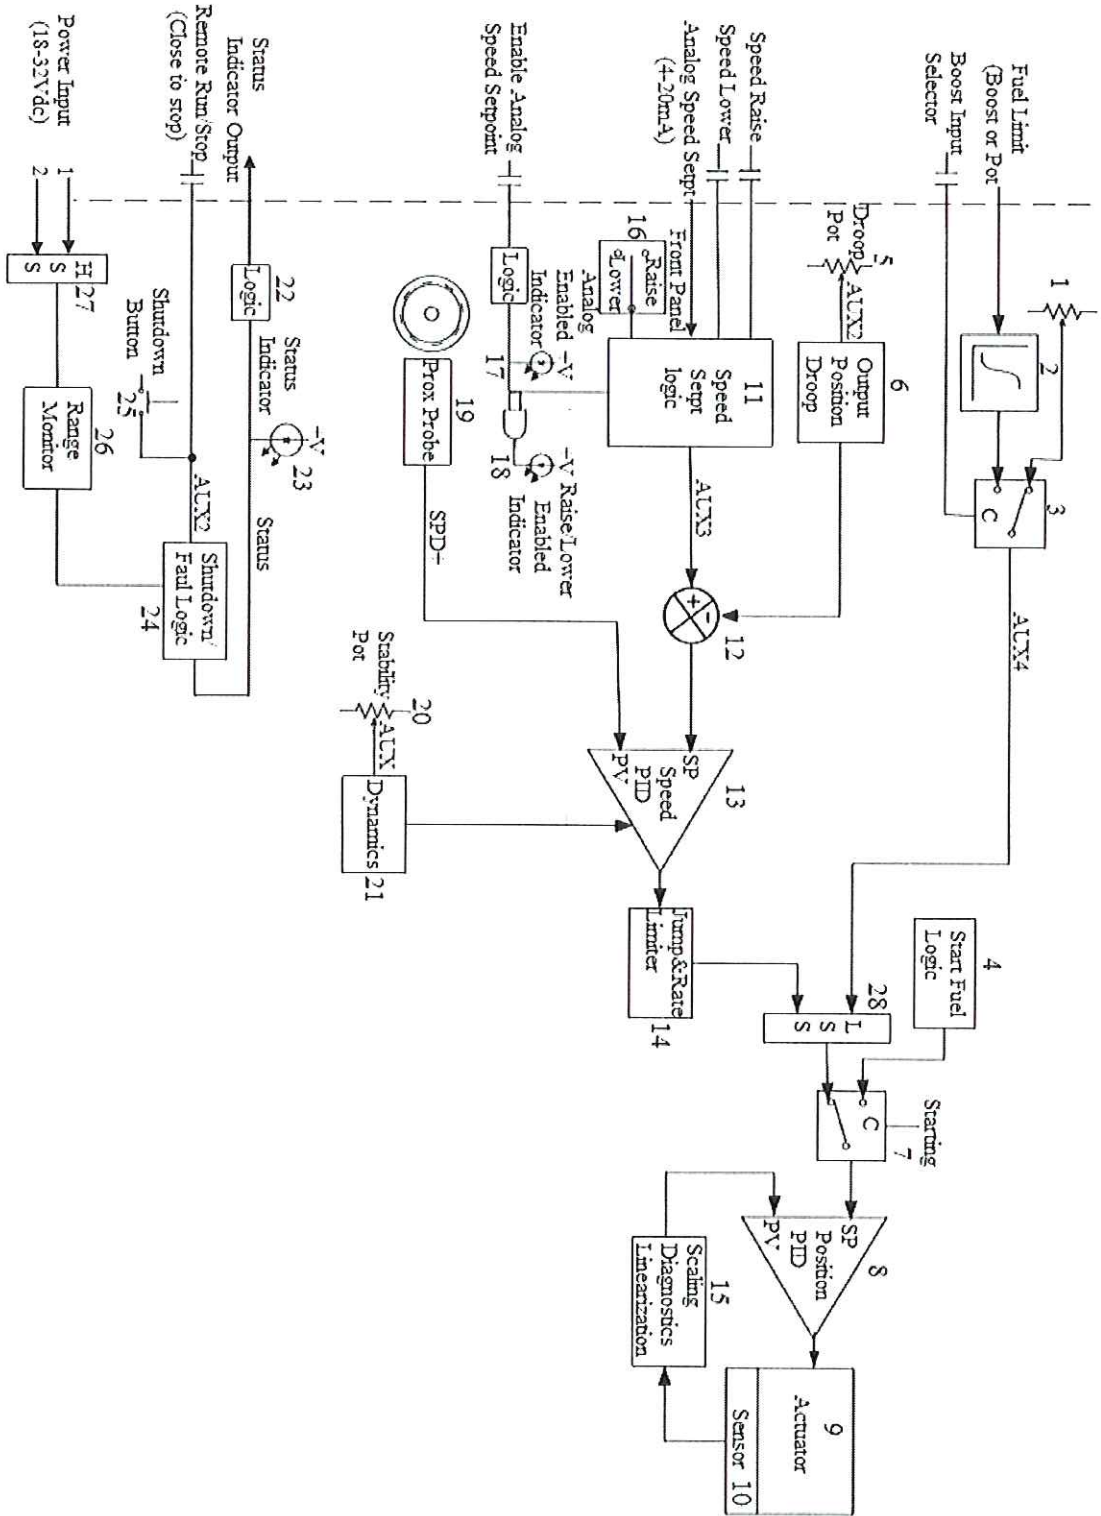 Fuel Limit
(Boost or Pot)
Boost Input
Selector
1
2
3
C
AUX4
Start Fuel
Logic
4
28
L
S
S
Starting
7
C
SP
Position
PID
PV
8
Actuator
9
Sensor 10
Scaling
Diagnostics
Linearization
15
Droop
Pot
5
AUX2
Output
Position
Droop
6
Speed Raise
Speed Lower
Analog Speed Setpt
(4-20mA)
Front Panel
Raise
Lower
16
Speed
Setpt
logic
11
AUX3
+
-
12
SP
Speed
PID
PV
13
Jump&Rate
Limiter
14
Enable Analog
Speed Setpoint
Logic
Analog
Enabled
Indicator
-V
17
18
-V Raise/Lower
Enabled
Indicator
Prox Probe
19
SPD+
Stability
Pot
20
AUX
Dynamics 21
Status
Indicator Output
Logic
22
Status
Indicator
-V
23
Status
Remote Run/Stop
(Close to stop)
AUX2
Shutdown/
Faul Logic
24
Shutdown
Button
25
Power Input
(18-32Vdc)
1
2
H 27
S
S
Range
Monitor
26